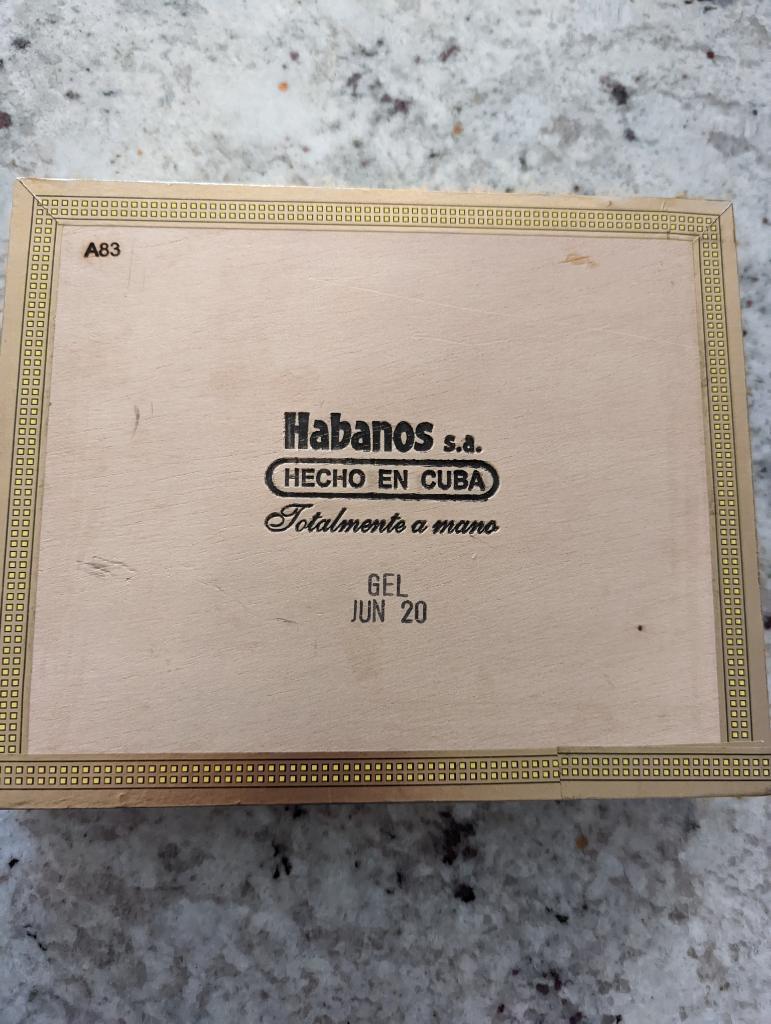 A83
Habanos s.a.
HECHO EN CUBA
Totalmente a mano
GEL
JUN 20